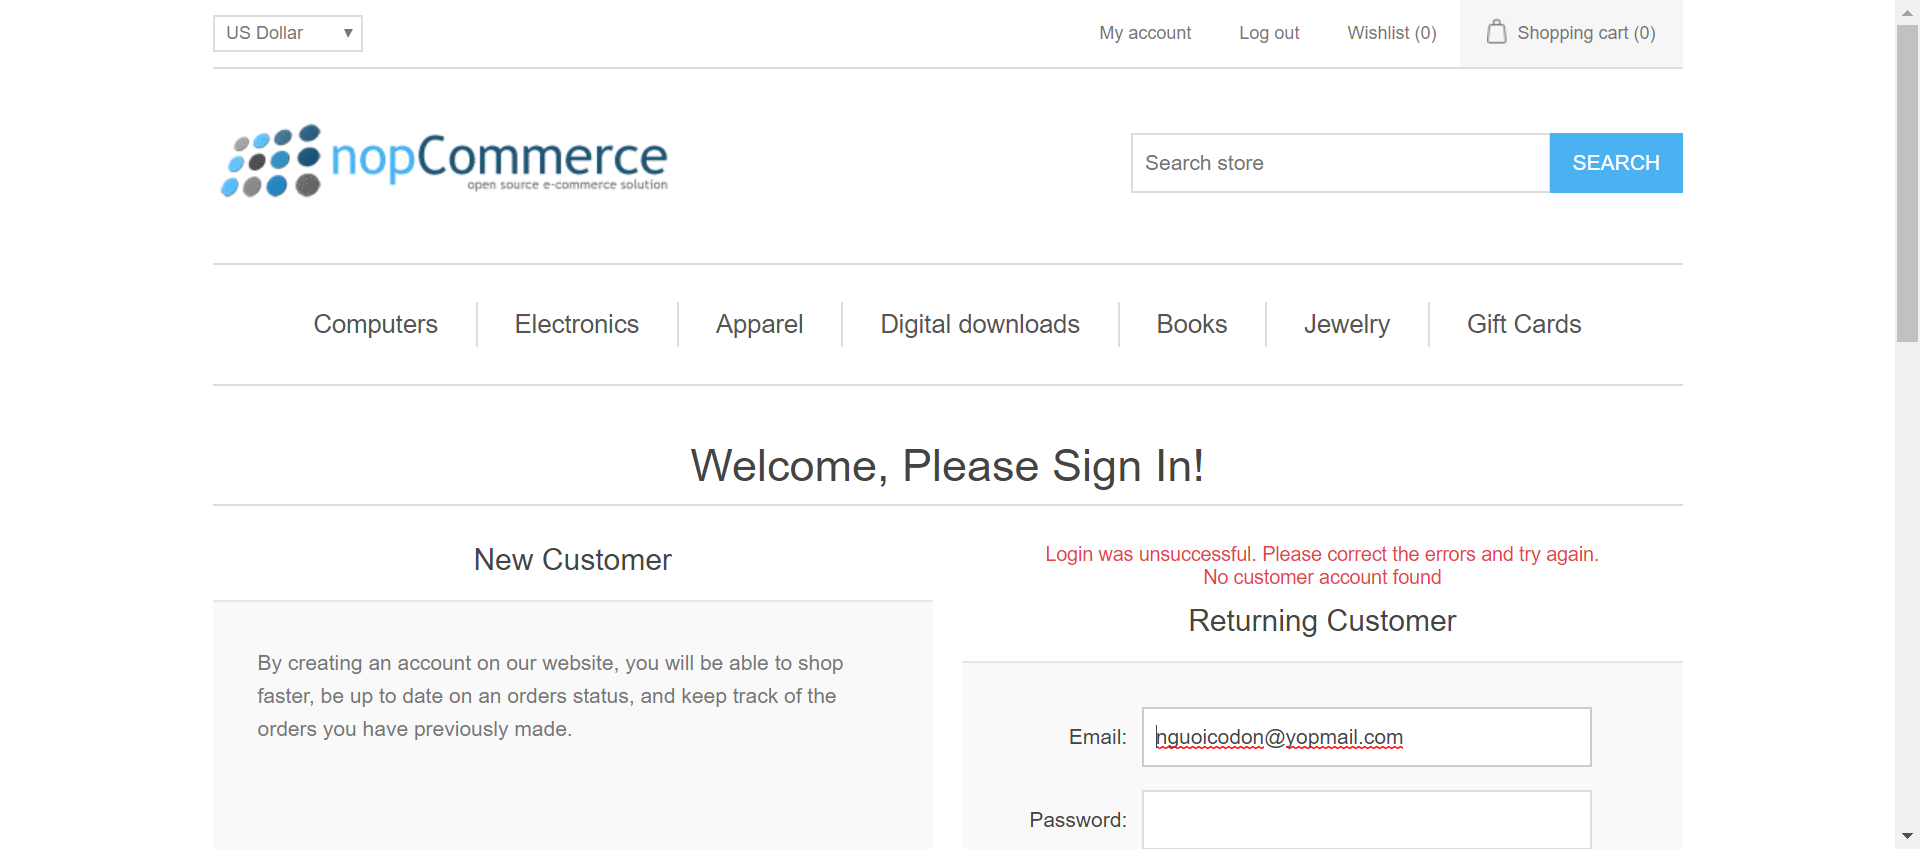 US Dollar
My account
Log out
Wishlist (0)
Shopping cart (0)
nopCommerce
open source e-commerce solution
Search store
SEARCH
Computers
Electronics
Apparel
Digital downloads
Books
Jewelry
Gift Cards
Welcome, Please Sign In!
New Customer
By creating an account on our website, you will be able to shop
faster, be up to date on an orders status, and keep track of the
orders you have previously made.
Login was unsuccessful. Please correct the errors and try again.
No customer account found
Returning Customer
Email:
nguoicodon@yopmail.com
Password: